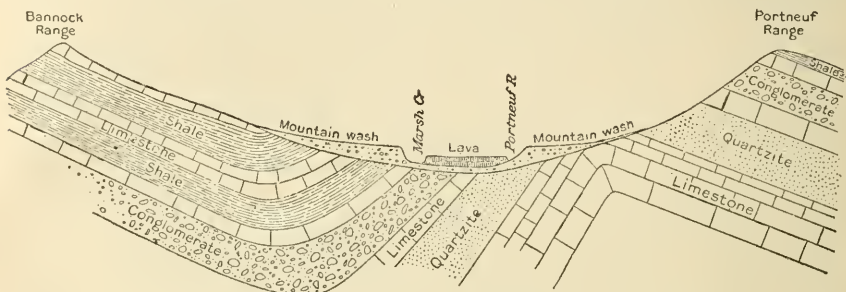 Bannock
Range
Portneuf
Range
Shale
Conglomerate
Marsh Cr
Portneuf R
Mountain wash
Lava
Mountain wash
Shale
Limestone
Shale
Conglomerate
Limestone
Quartzite
Quartzite
Limestone